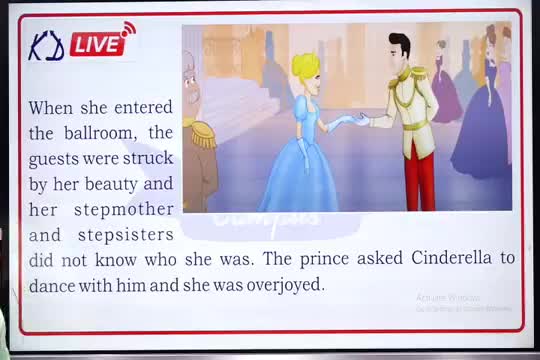 KD LIVE
When she entered
the ballroom, the
guests were struck
by her beauty and
her stepmother
and stepsisters
did not know who she was. The prince asked Cinderella to
dance with him and she was overjoyed.
Activate Windows
Campus